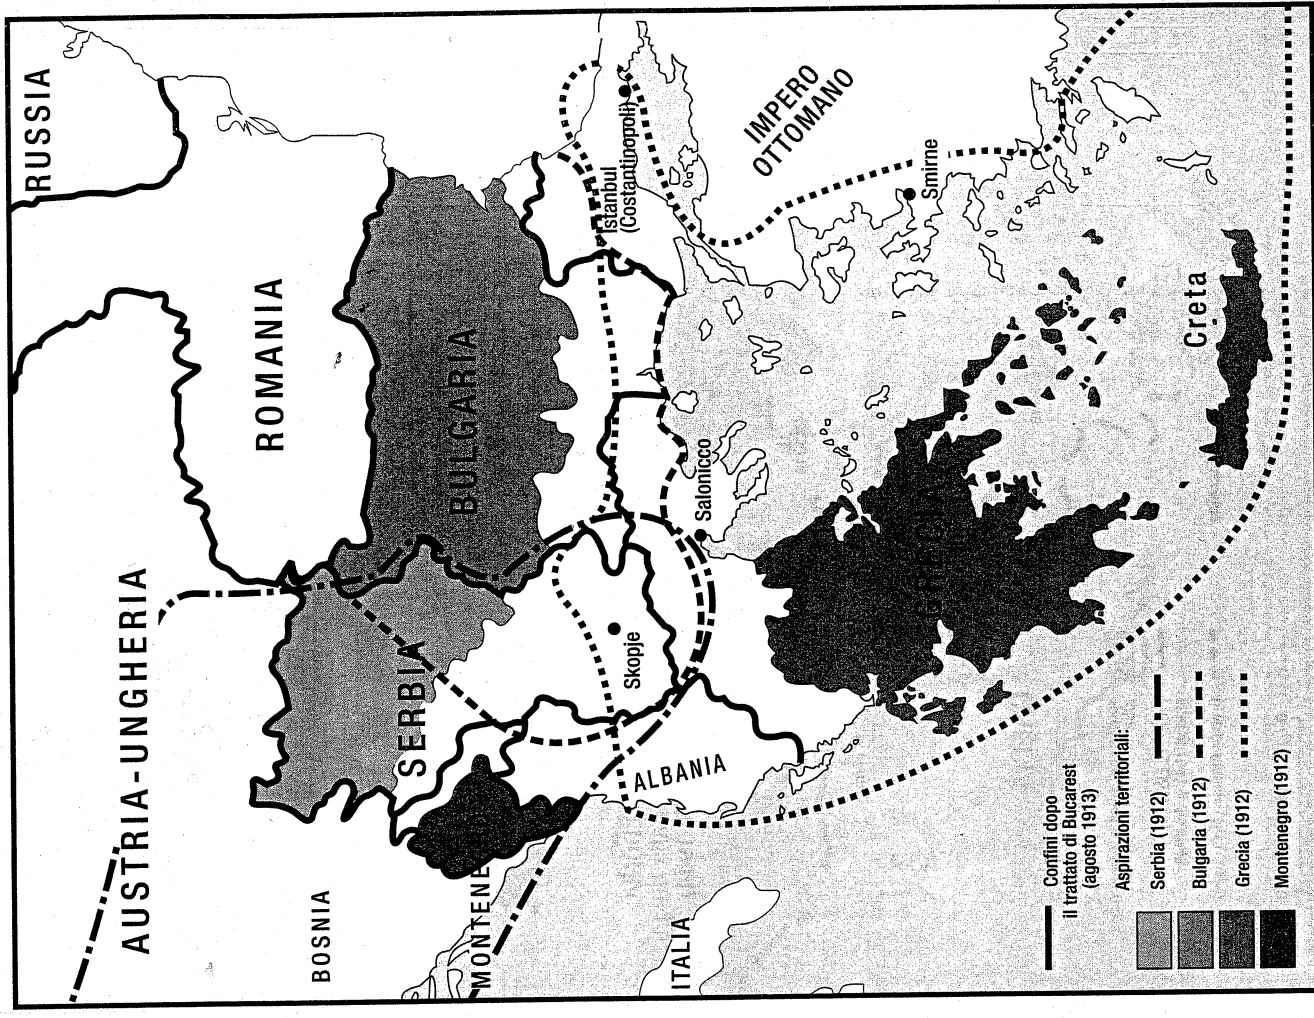 RUSSIA
AUSTRIA-UNGHERIA
ROMANIA
BOSNIA
SERBIA
BULGARIA
MONTENE
Istanbul
(Costantinopoli)
IMPERO
OTTOMANO
Skopje
Salonicco
ALBANIA
ITALIA
Smirne
GRECIA
Creta
Confini dopo
il trattato di Bucarest
(agosto 1913)
Aspirazioni territoriali:
Serbia (1912)
Bulgaria (1912)
Grecia (1912)
Montenegro (1912)